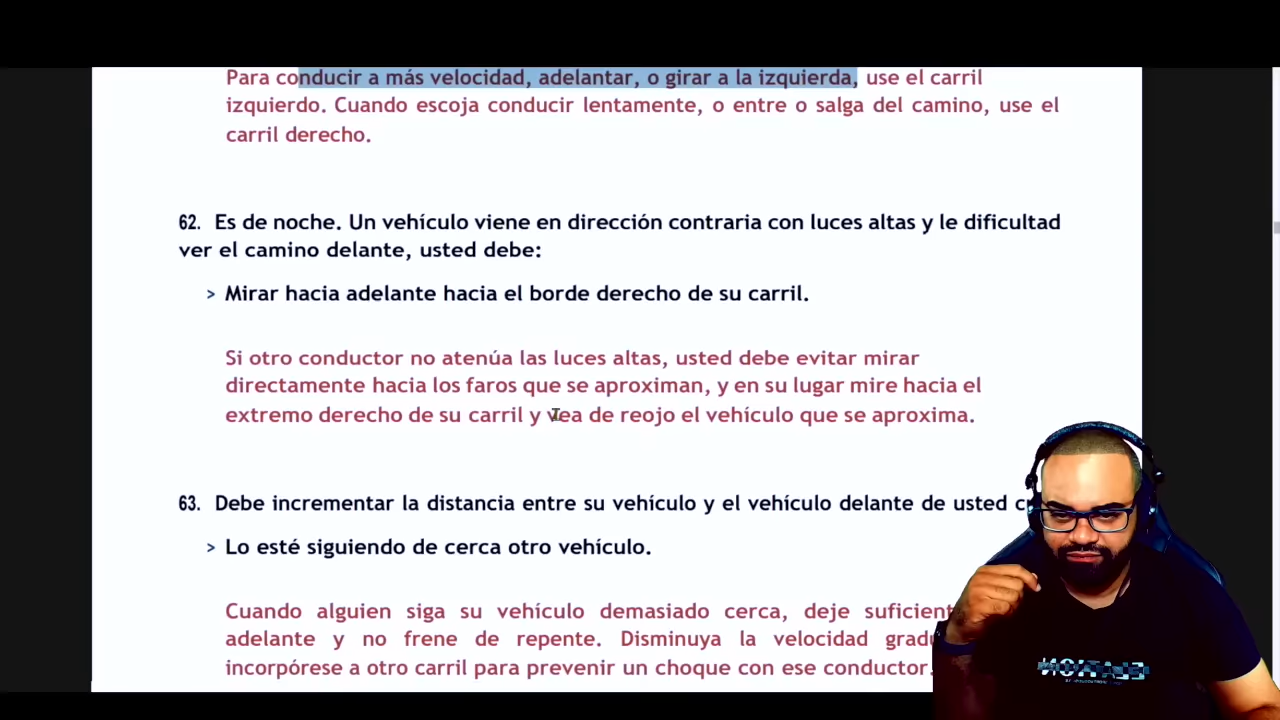 Para conducir a más velocidad, adelantar, o girar a la izquierda, use el carril
izquierdo. Cuando escoja conducir lentamente, o entre o salga del camino, use el
carril derecho.
62. Es de noche. Un vehículo viene en dirección contraria con luces altas y le dificultad
ver el camino delante, usted debe:
> Mirar hacia adelante hacia el borde derecho de su carril.
Si otro conductor no atenúa las luces altas, usted debe evitar mirar
directamente hacia los faros que se aproximan, y en su lugar mire hacia el
extremo derecho de su carril y vea de reojo el vehículo que se aproxima.
63. Debe incrementar la distancia entre su vehículo y el vehículo delante de usted
> Lo esté siguiendo de cerca otro vehículo.
Cuando alguien siga su vehículo demasiado cerca, deje
adelante y no frene de repente. Disminuya la velocidad
incorpórese a otro carril para prevenir un choque con ese conductor.